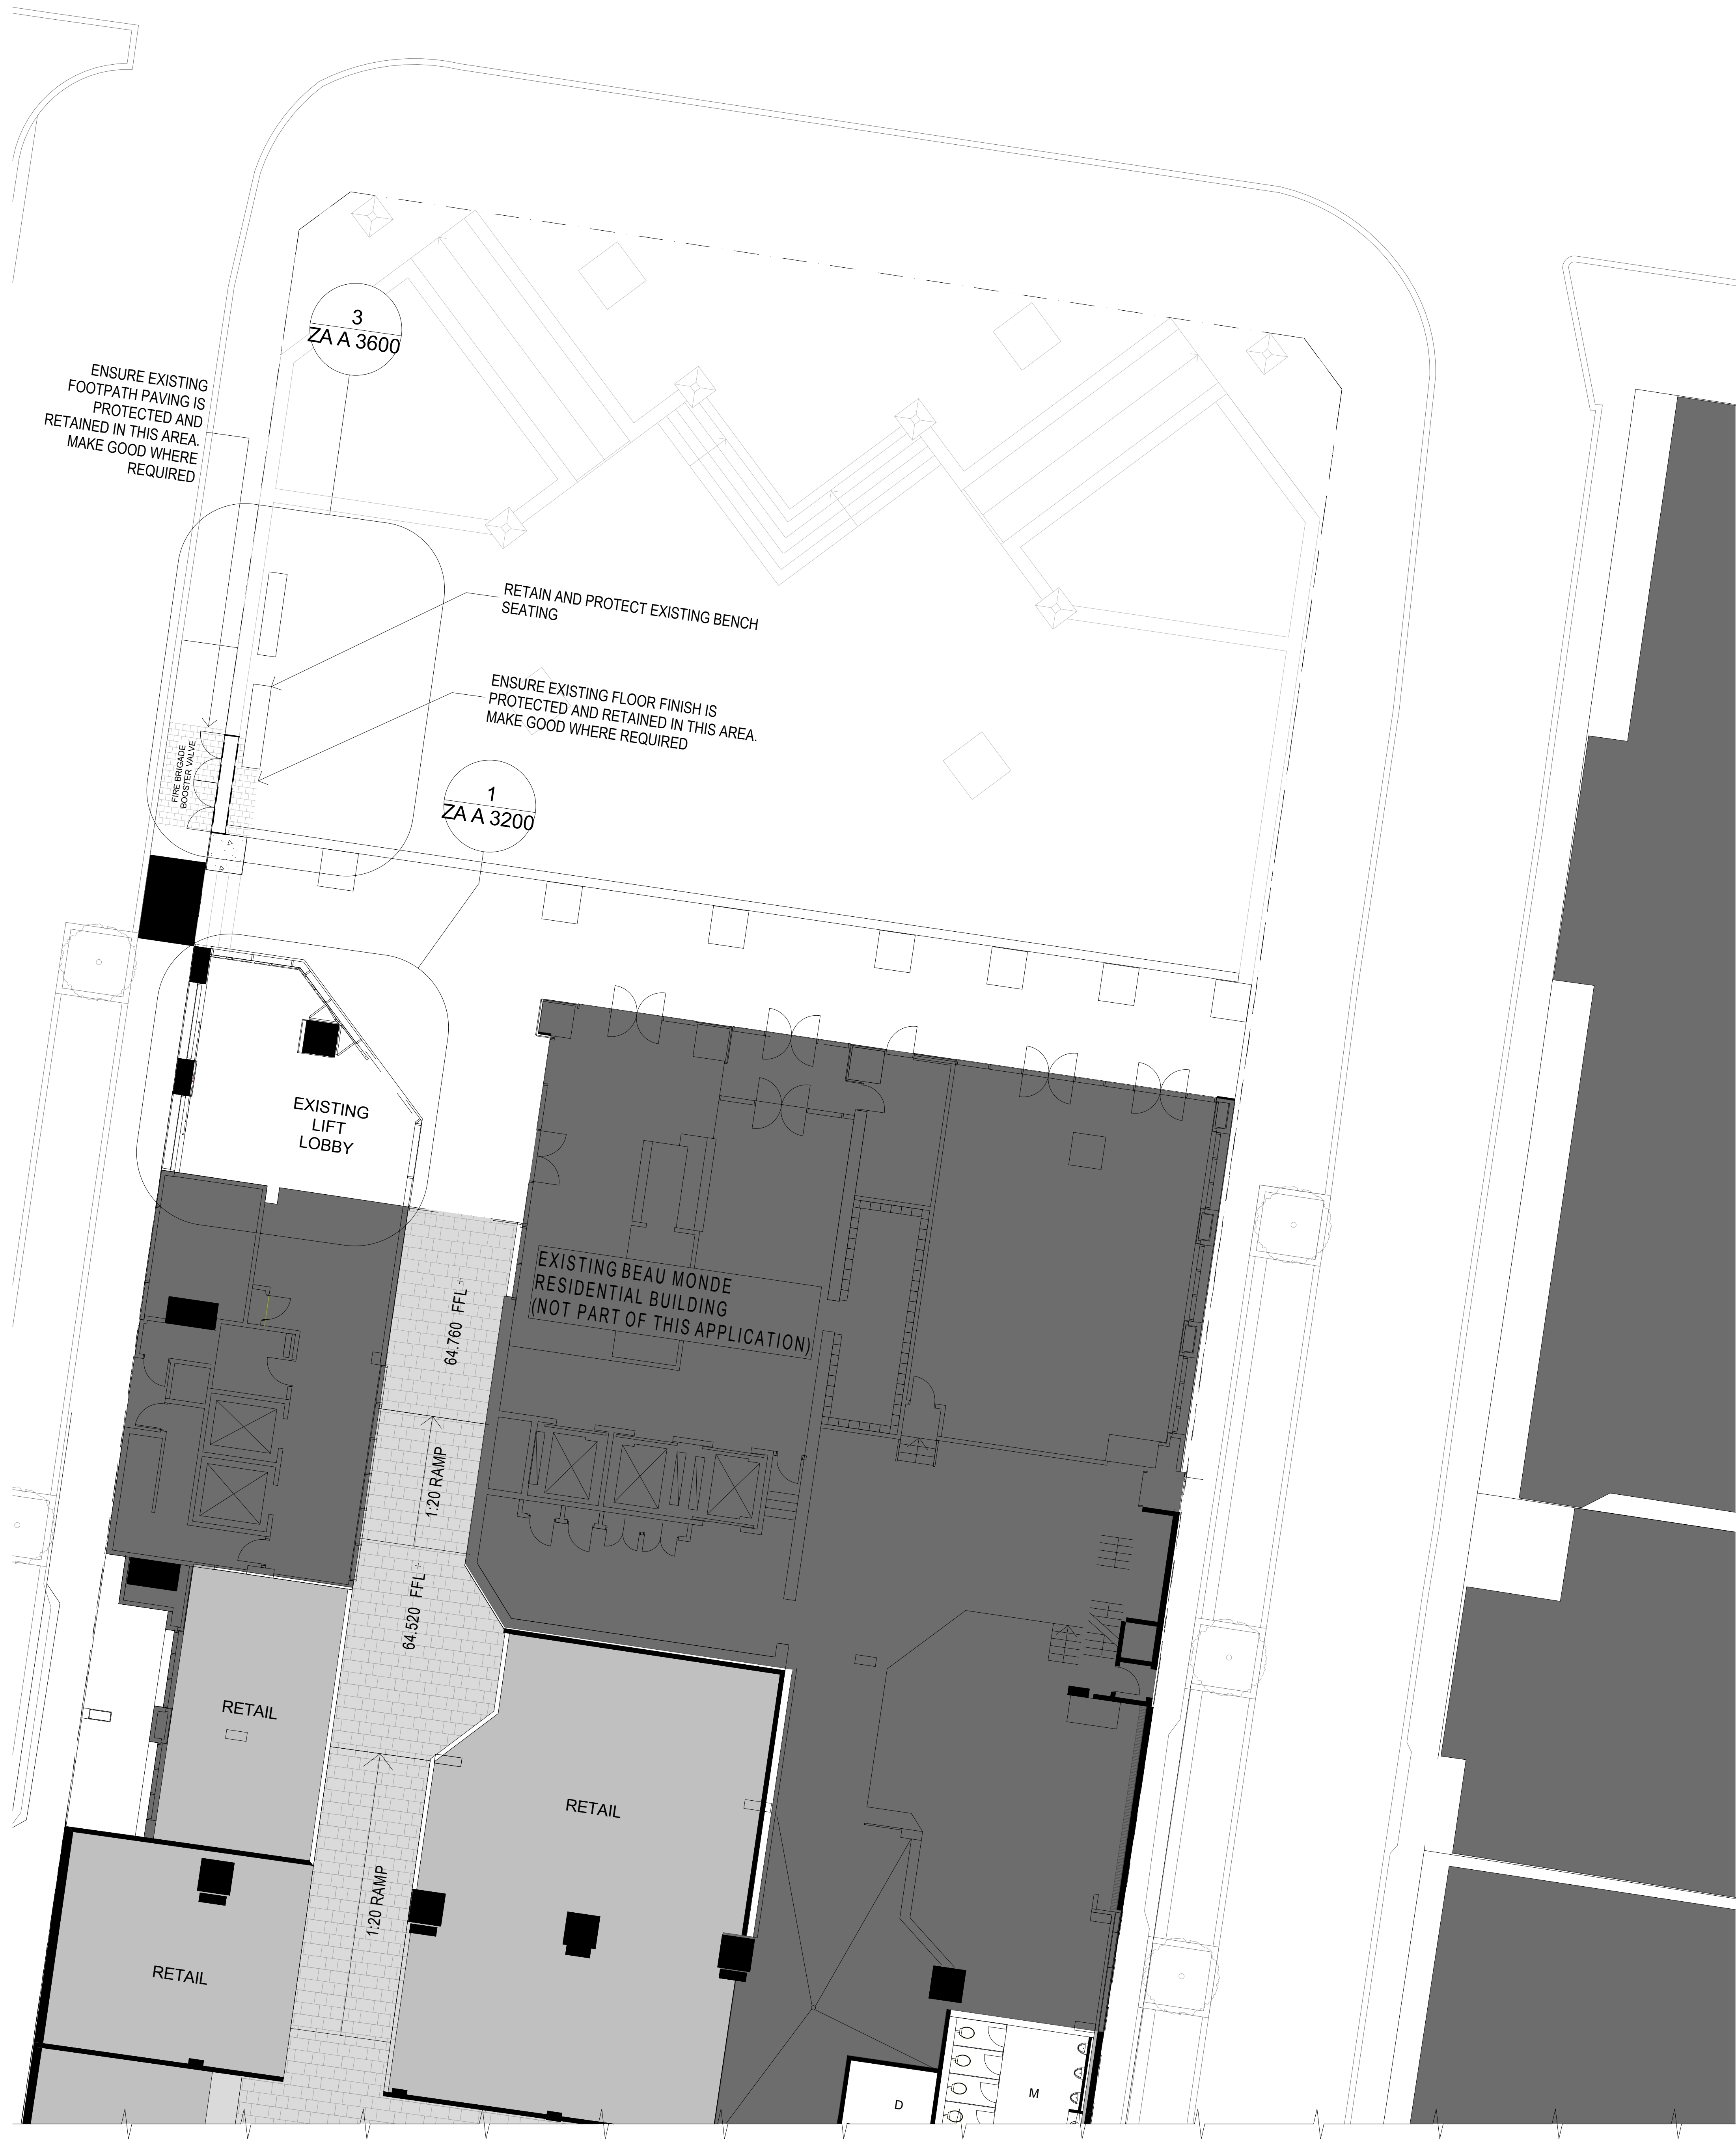 3
ZA A 3600
ENSURE EXISTING
FOOTPATH PAVING IS
PROTECTED AND
RETAINED IN THIS AREA.
MAKE GOOD WHERE
REQUIRED
RETAIN AND PROTECT EXISTING BENCH
SEATING
ENSURE EXISTING FLOOR FINISH IS
PROTECTED AND RETAINED IN THIS AREA.
MAKE GOOD WHERE REQUIRED
FIRE BRIGADE
BOOSTER VALVE
1
ZA A 3200
EXISTING
LIFT
LOBBY
EXISTING BEAU MONDE
RESIDENTIAL BUILDING
(NOT PART OF THIS APPLICATION)
64.760 FFL
1:20 RAMP
64.520 FFL
RETAIL
RETAIL
1:20 RAMP
RETAIL
D
M